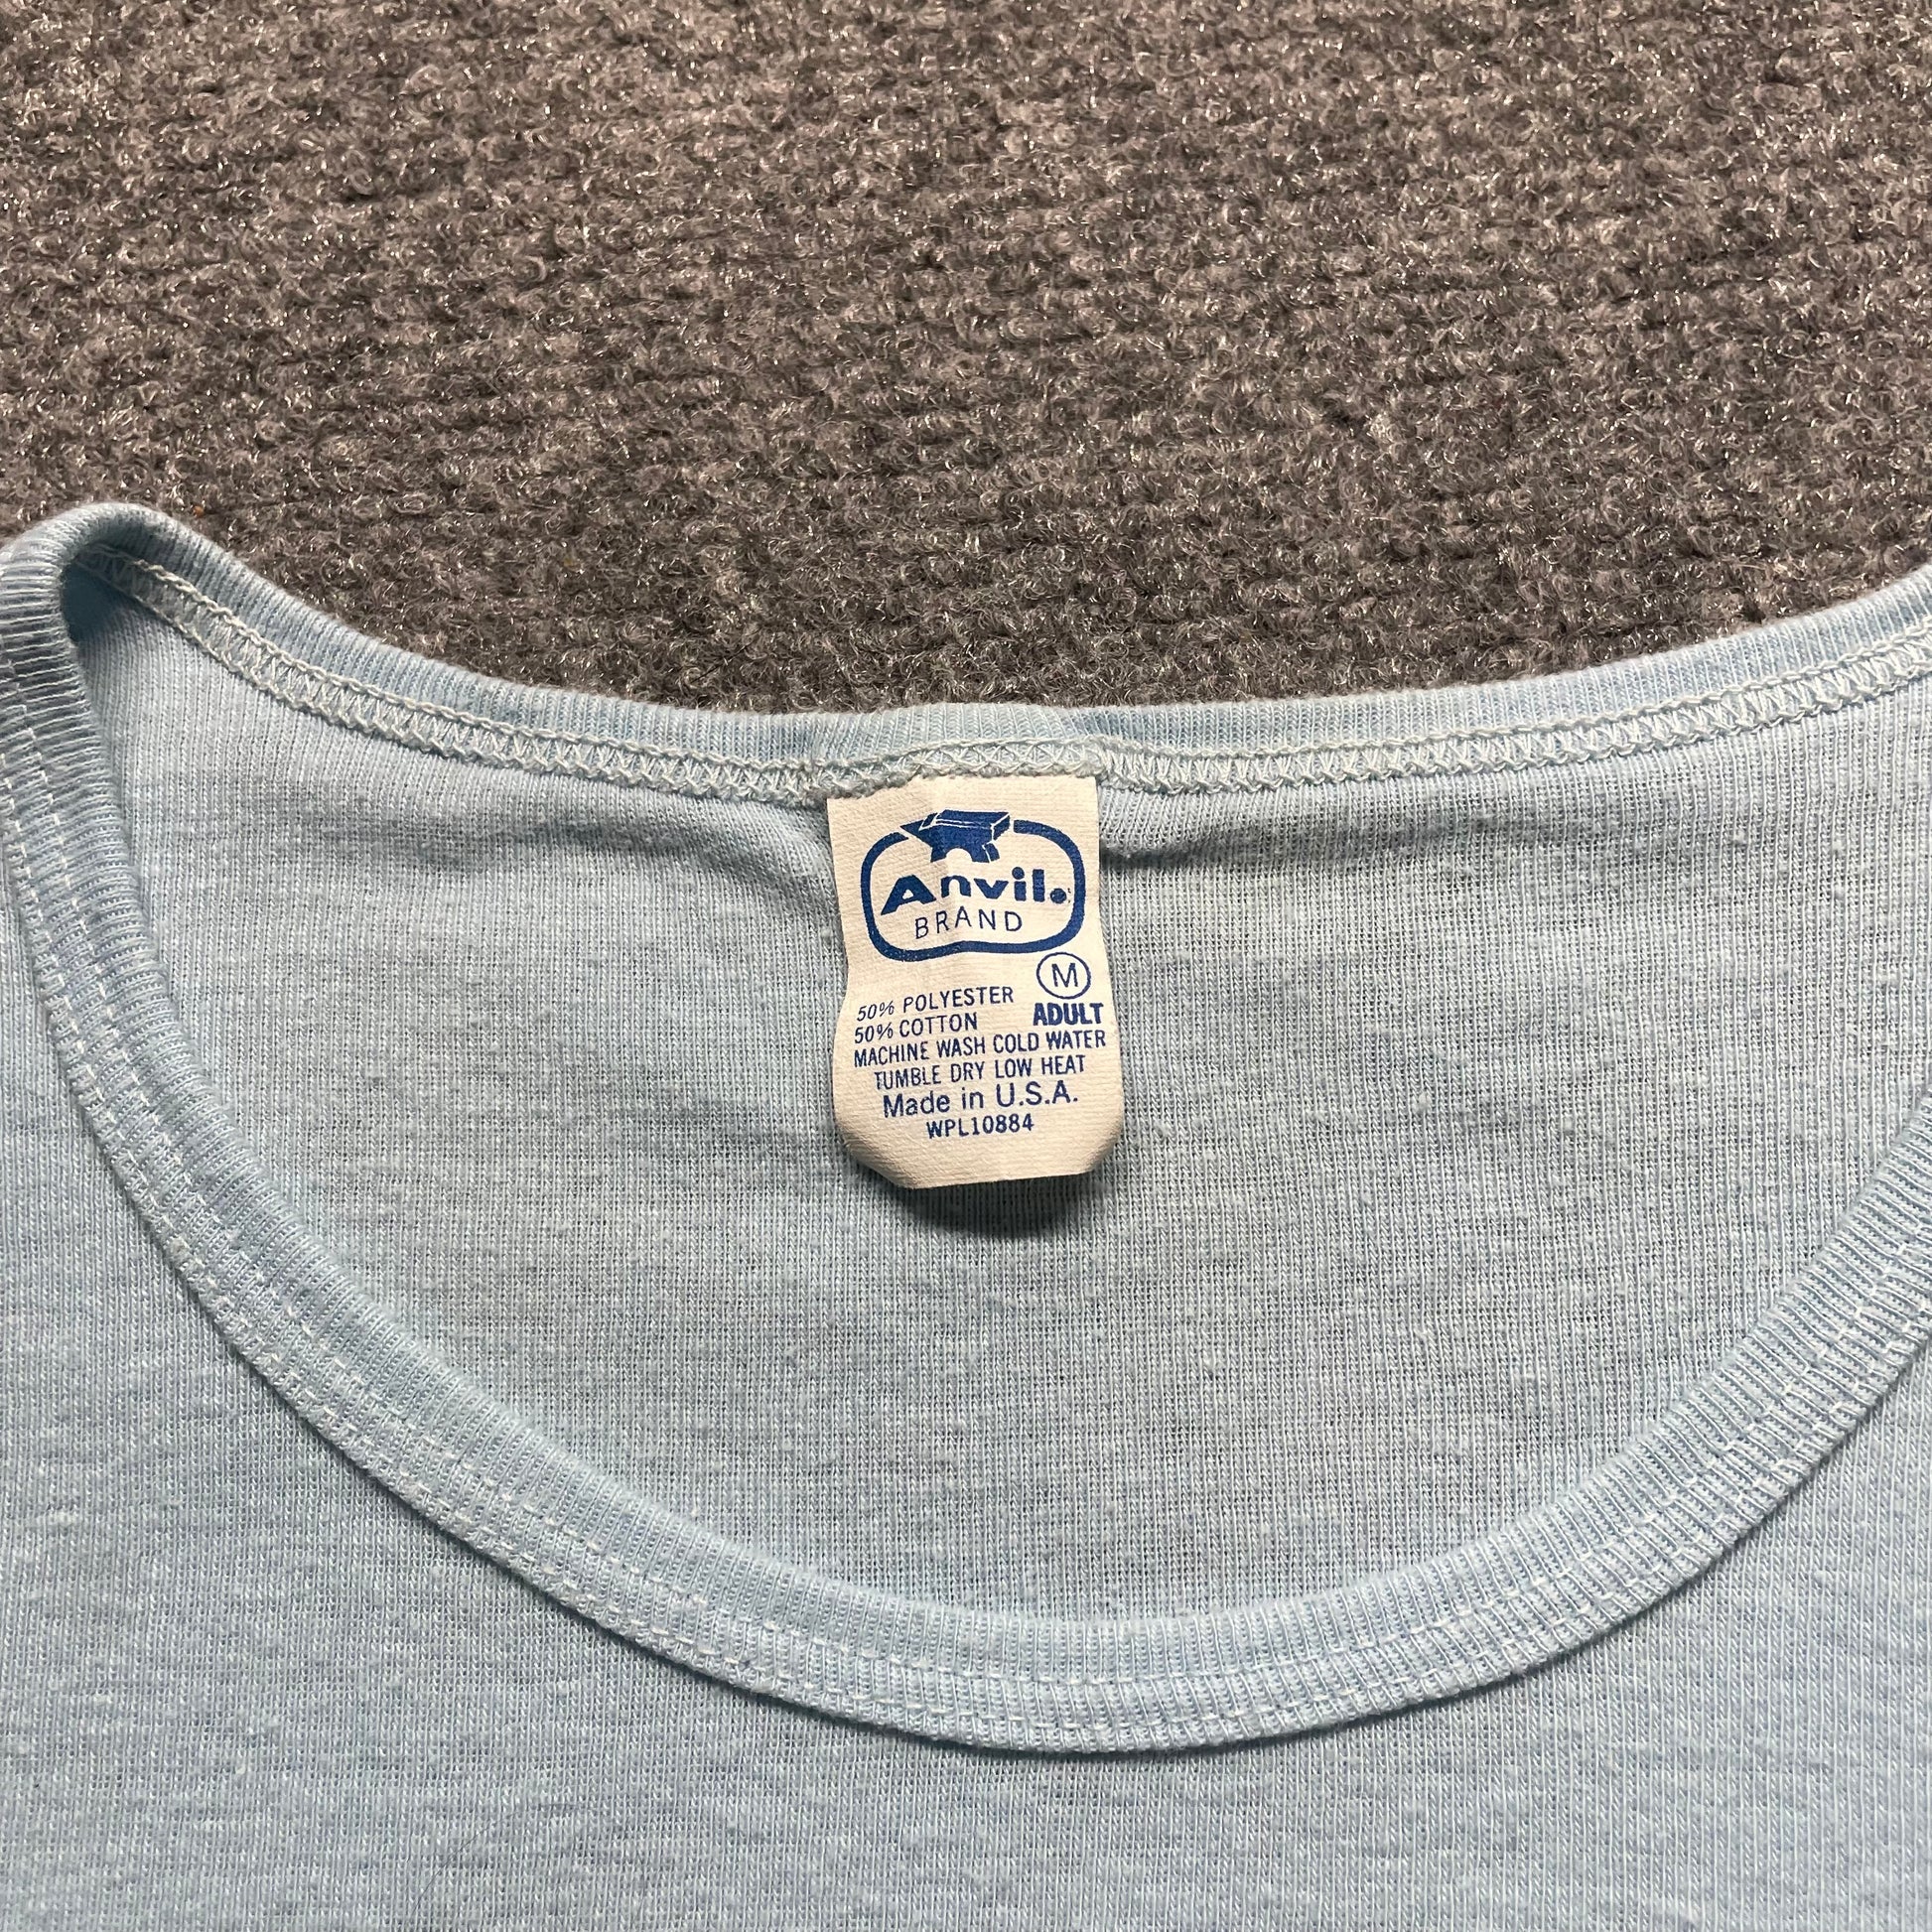 Anvil®
BRAND
M
50% POLYESTER
ADULT
50% COTTON
MACHINE WASH COLD WATER
TUMBLE DRY LOW HEAT
Made in U.S.A.
WPL10884